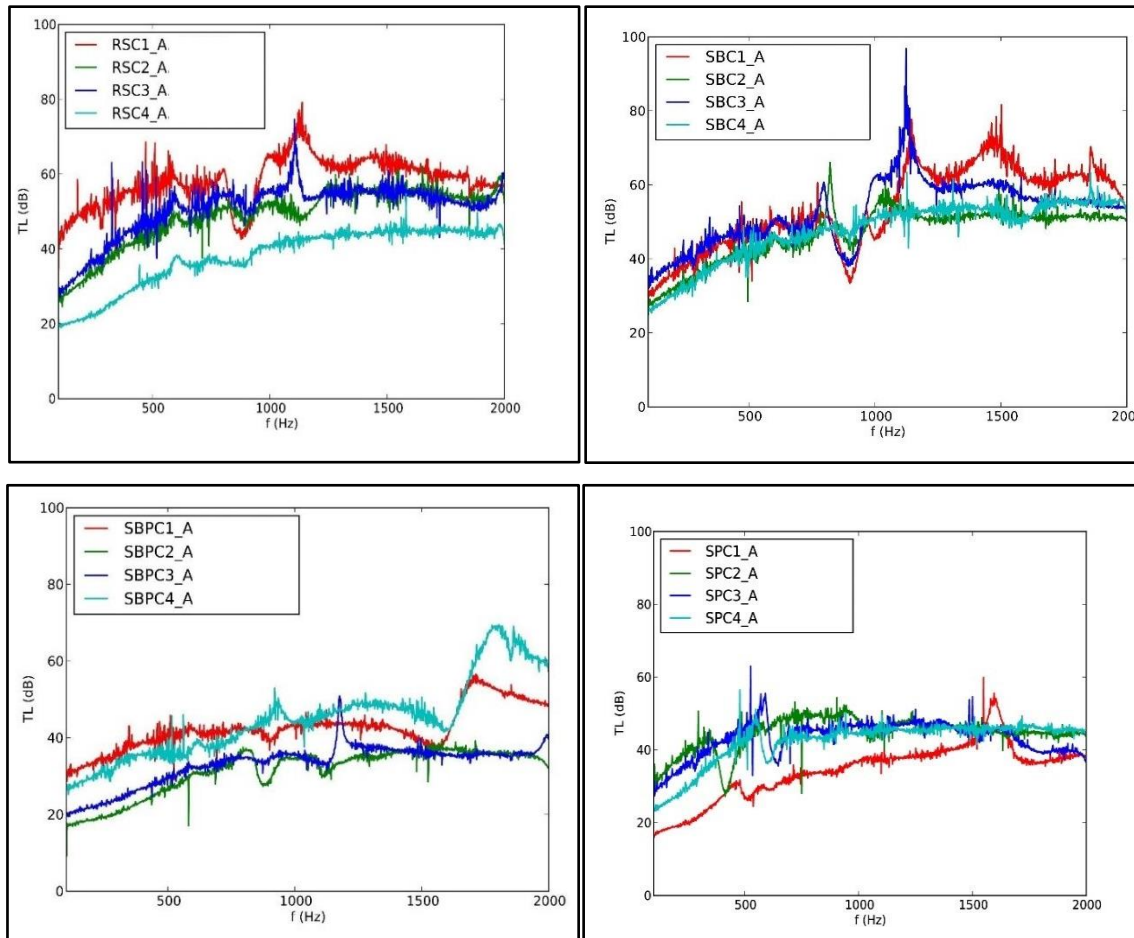 100
80
60
40
20
0
TL (dB)
RSC1_A.
RSC2_A.
RSC3_A.
RSC4_A.
500
1000
1500
2000
f (Hz)
100
80
60
40
20
0
TL (dB)
SBC1_A
SBC2_A
SBC3_A
SBC4_A
500
1000
1500
200
f (Hz)
100
80
60
40
20
0
TL (dB)
SBPC1_A
SBPC2_A
SBPC3_A
SBPC4_A
500
1000
1500
2000
f (Hz)
100
80
60
40
20
0
TL (dB)
SPC1_A
SPC2_A
SPC3_A
SPC4_A
500
1000
1500
2000
f (Hz)